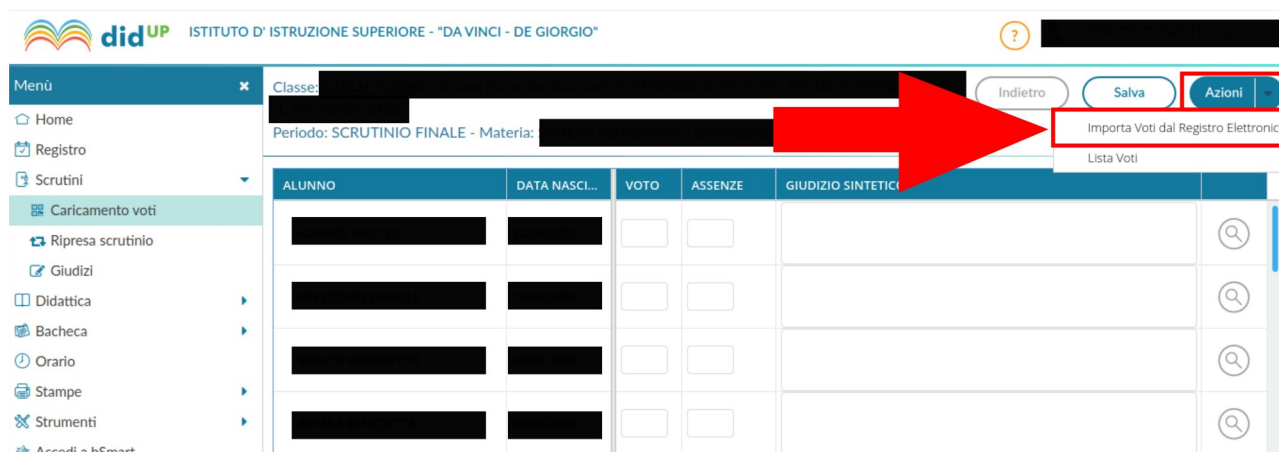 didUP ISTITUTO D' ISTRUZIONE SUPERIORE - "DA VINCI - DE GIORGIO" ?
Menù
Home
Registro
Scrutini
Caricamento voti
Ripresa scrutinio
Giudizi
Didattica
Bacheca
Orario
Stampe
Strumenti
Accedi a bSmart
Classe:
Indietro Salva Azioni
Periodo: SCRUTINIO FINALE - Materia:
Importa Voti dal Registro Elettronic
Lista Voti
ALUNNO DATA NASCI... VOTO ASSENZE GIUDIZIO SINTETICO